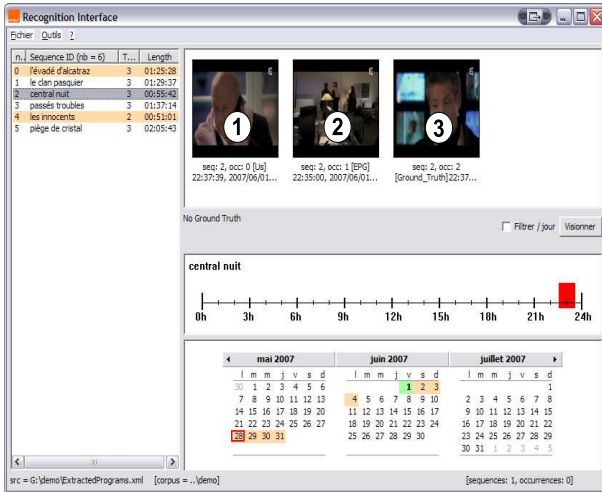 Recognition Interface
Fichier Outils ?
n.. Sequence ID (nb = 6) T... Length
0 l'évadé d'alcatraz 3 01:25:28
1 le clan pasquier 3 01:29:37
2 central nuit 3 00:55:42
3 passés troubles 3 01:37:14
4 les innocents 2 00:51:01
5 piège de cristal 3 02:05:43
1 2 3
seq: 2, occ: 0 [Us] seq: 2, occ: 1 [EPG] seq: 2, occ: 2
22:37:39, 2007/06/01... 22:35:00, 2007/06/01... [Ground_Truth]22:37...
No Ground Truth
Filtrer / jour Visionner
central nuit
0h 3h 6h 9h 12h 15h 18h 21h 24h
mai 2007 juin 2007 juillet 2007
l m m j v s d l m m j v s d l m m j v s d
30 1 2 3 4 5 6 1 2 3 1
7 8 9 10 11 12 13 4 5 6 7 8 9 10 2 3 4 5 6 7 8
14 15 16 17 18 19 20 11 12 13 14 15 16 17 9 10 11 12 13 14 15
21 22 23 24 25 26 27 18 19 20 21 22 23 24 16 17 18 19 20 21 22
28 29 30 31 25 26 27 28 29 30 23 24 25 26 27 28 29
30 31 1 2 3 4 5
src = G:\demo\ExtractedPrograms.xml [corpus = ..\demo] [sequences: 1, occurrences: 0]